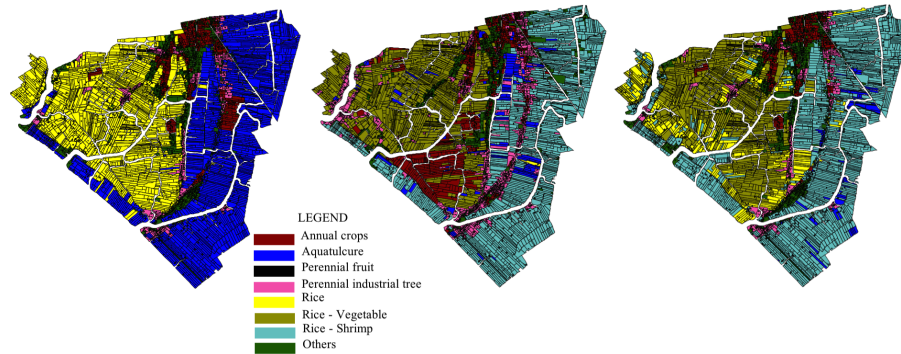 LEGEND
Annual crops
Aquatulcure
Perennial fruit
Perennial industrial tree
Rice
Rice - Vegetable
Rice - Shrimp
Others